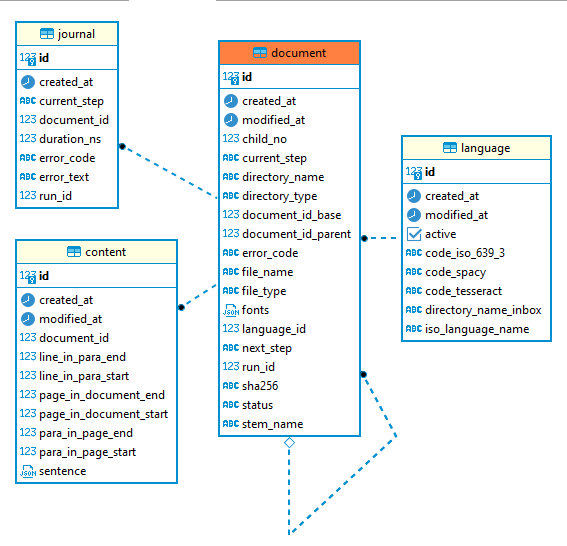 journal
123 id
created_at
ABC current_step
123 document_id
123 duration_ns
ABC error_code
ABC error_text
123 run_id
document
123 id
created_at
modified_at
123 child_no
ABC current_step
ABC directory_name
ABC directory_type
123 document_id_base
123 document_id_parent
ABC error_code
ABC file_name
ABC file_type
JSON fonts
123 language_id
ABC next_step
123 run_id
ABC sha256
ABC status
ABC stem_name
language
123 id
created_at
modified_at
active
ABC code_iso_639_3
ABC code_spacy
ABC code_tesseract
ABC directory_name_inbox
ABC iso_language_name
content
123 id
created_at
modified_at
123 document_id
123 line_in_para_end
123 line_in_para_start
123 page_in_document_end
123 page_in_document_start
123 para_in_page_end
123 para_in_page_start
JSON sentence